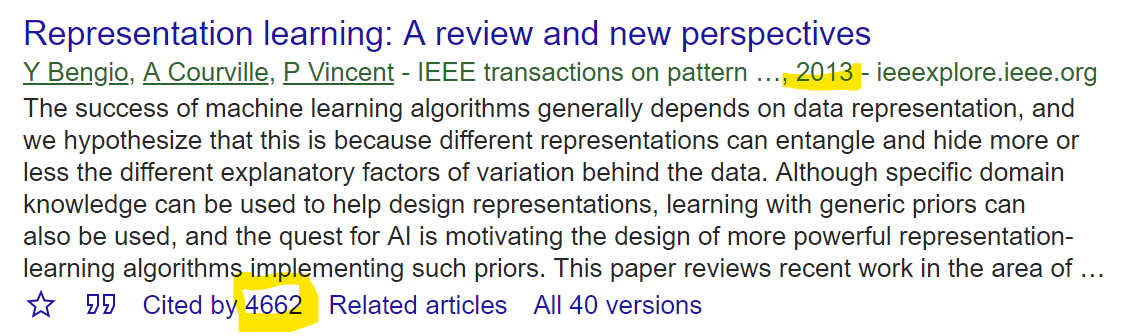 Representation learning: A review and new perspectives
Y Bengio, A Courville, P Vincent - IEEE transactions on pattern …, 2013 - ieeexplore.ieee.org
The success of machine learning algorithms generally depends on data representation, and
we hypothesize that this is because different representations can entangle and hide more or
less the different explanatory factors of variation behind the data. Although specific domain
knowledge can be used to help design representations, learning with generic priors can
also be used, and the quest for AI is motivating the design of more powerful representation-
learning algorithms implementing such priors. This paper reviews recent work in the area of …
Cited by 4662 Related articles All 40 versions